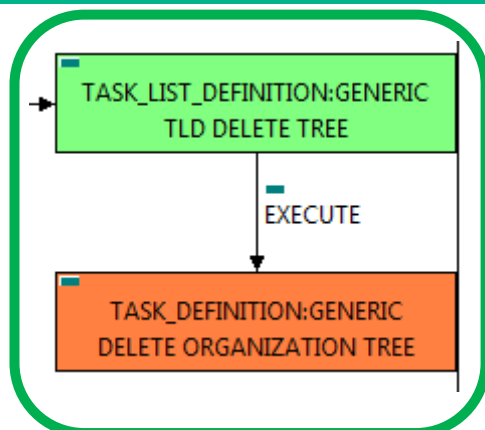 TASK_LIST_DEFINITION:GENERIC
TLD DELETE TREE
EXECUTE
TASK_DEFINITION:GENERIC
DELETE ORGANIZATION TREE